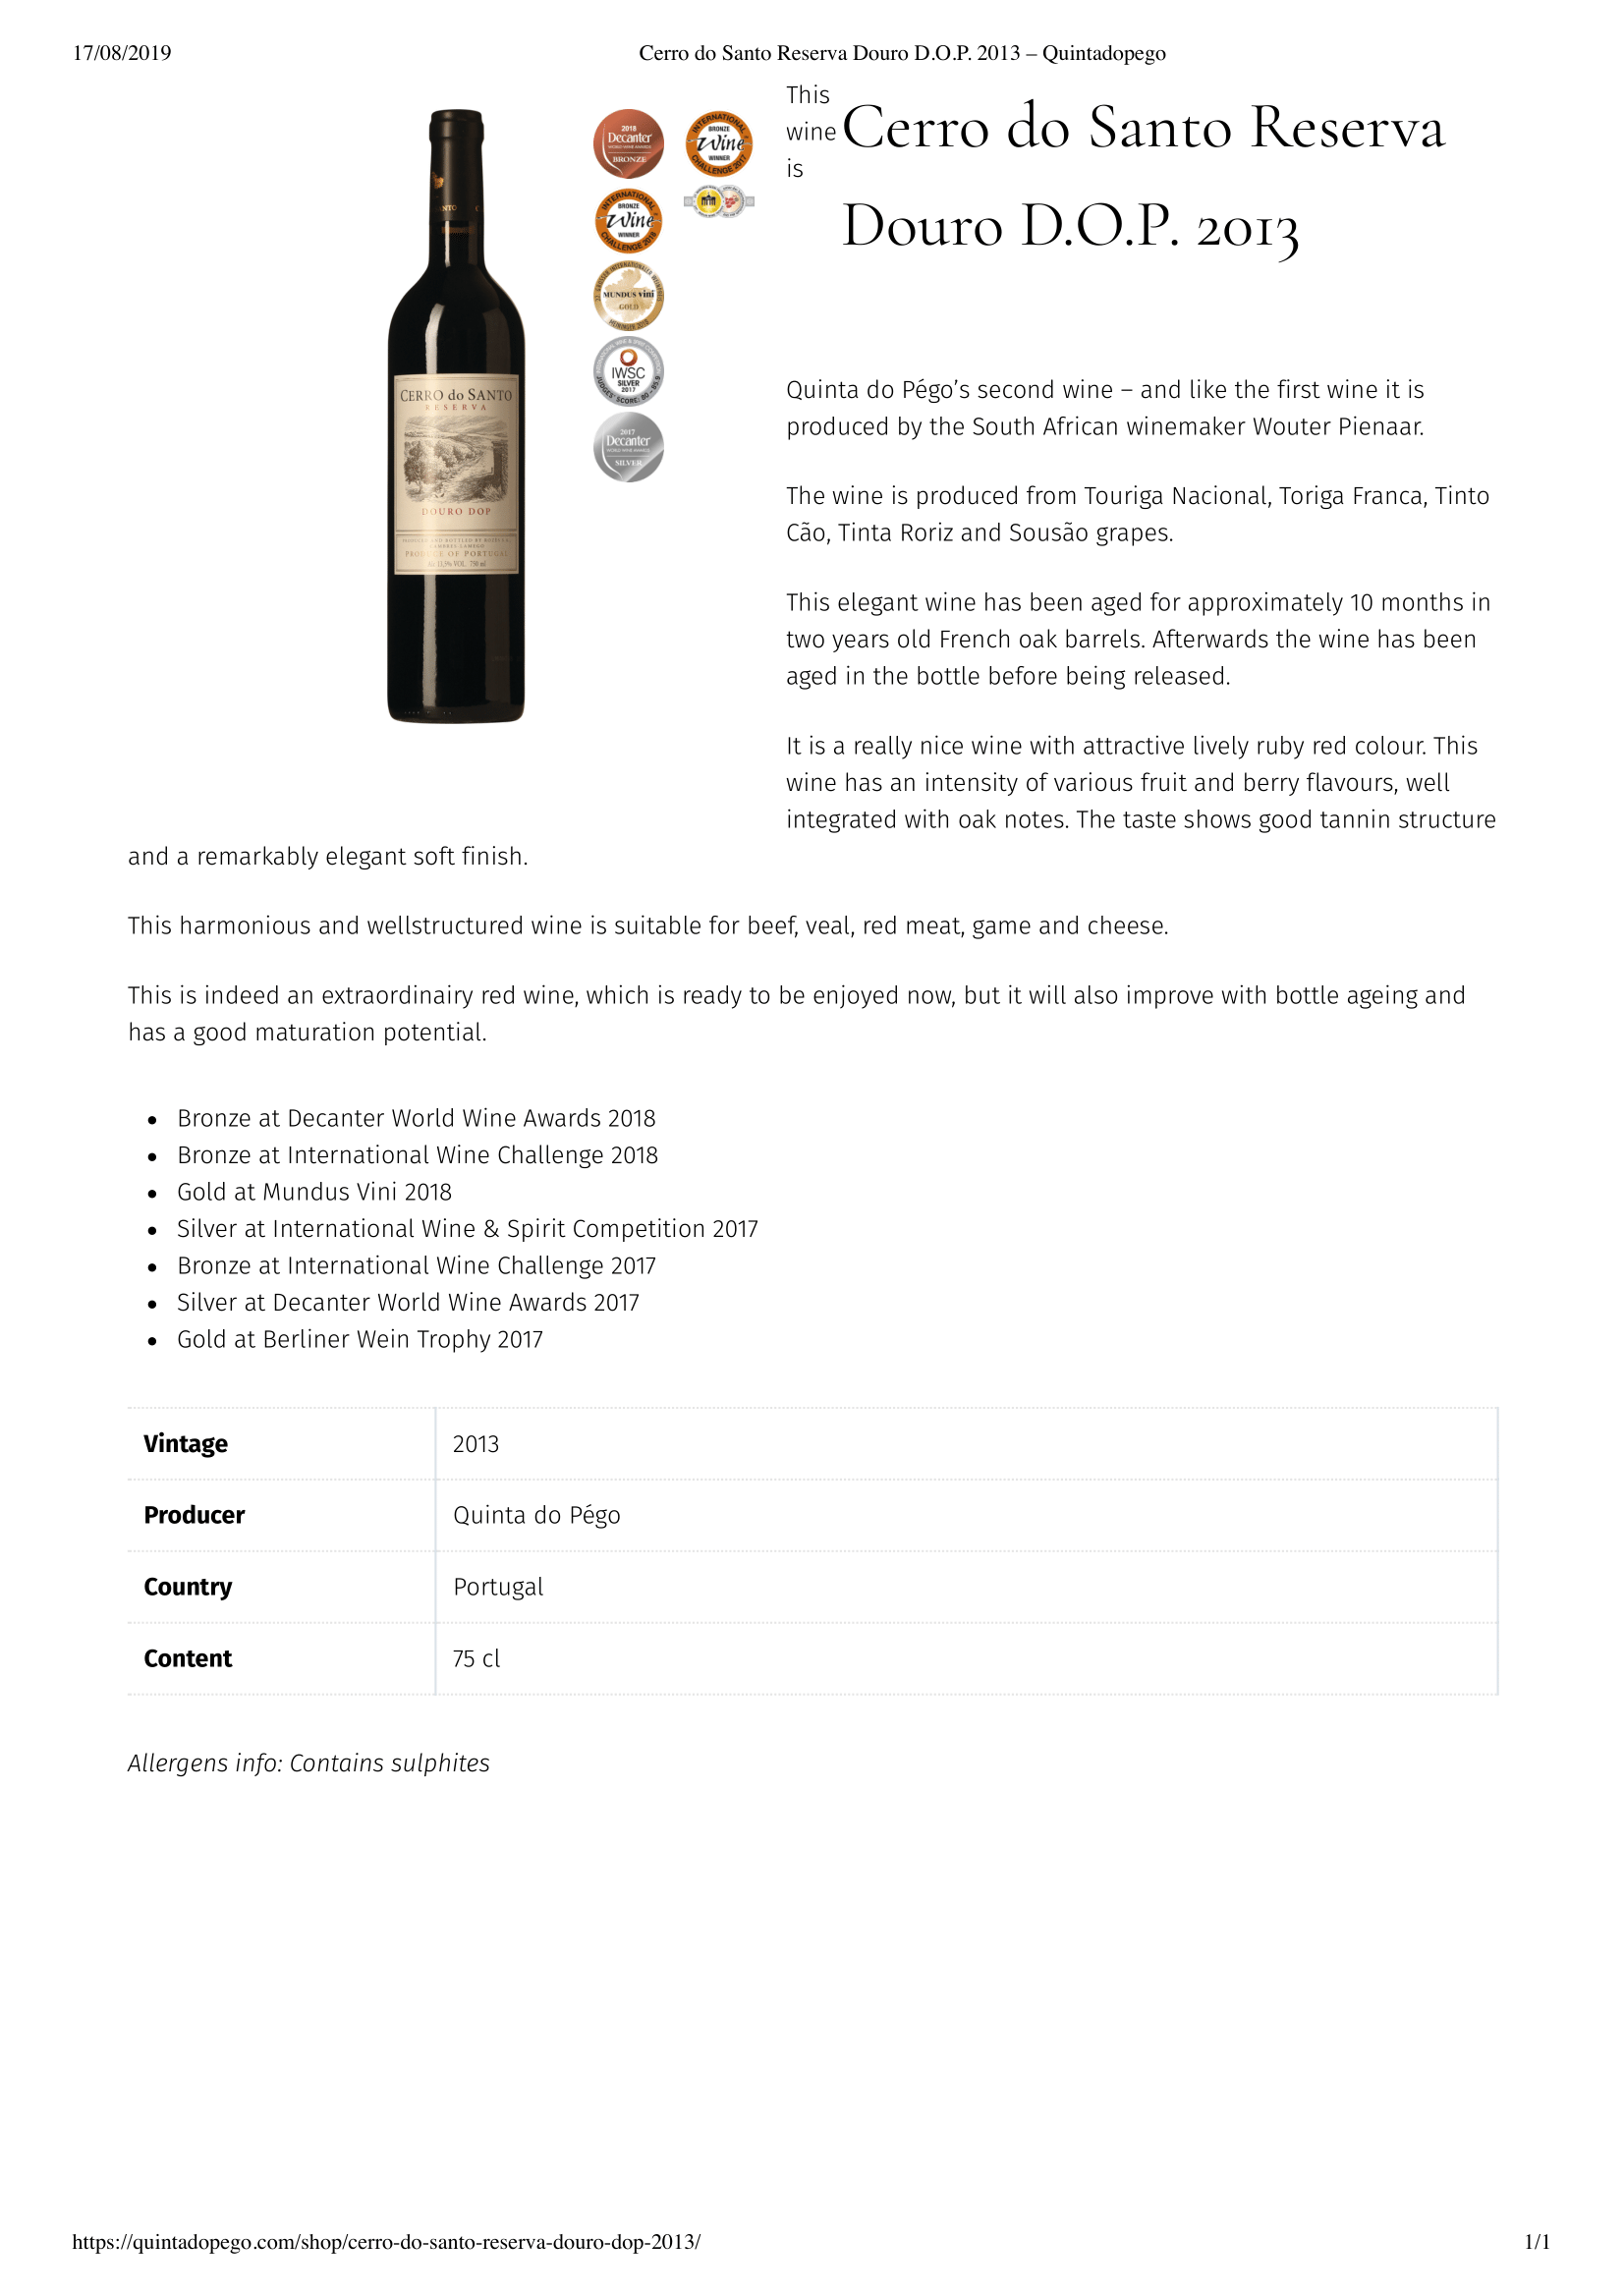 17/08/2019
Cerro do Santo Reserva Douro D.O.P. 2013 – Quintadopego
This
wine
is
Cerro do Santo Reserva
Douro D.O.P. 2013
2018
Decanter
WORLD WINE AWARDS
BRONZE
INTERNATIONAL
BRONZE
Wine
WINNER
CHALLENGE 2017
INTERNATIONAL
BRONZE
Wine
WINNER
CHALLENGE 2018
MUNDUS vini
GOLD
IWSC
SILVER
2017
2017
Decanter
WORLD WINE AWARDS
SILVER
CERRO do SANTO
RESERVA
DOURO DOP
PRODUCE OF PORTUGAL
Quinta do Pégo’s second wine – and like the first wine it is
produced by the South African winemaker Wouter Pienaar.
The wine is produced from Touriga Nacional, Toriga Franca, Tinto
Cão, Tinta Roriz and Sousão grapes.
This elegant wine has been aged for approximately 10 months in
two years old French oak barrels. Afterwards the wine has been
aged in the bottle before being released.
It is a really nice wine with attractive lively ruby red colour. This
wine has an intensity of various fruit and berry flavours, well
integrated with oak notes. The taste shows good tannin structure
and a remarkably elegant soft finish.
This harmonious and wellstructured wine is suitable for beef, veal, red meat, game and cheese.
This is indeed an extraordinairy red wine, which is ready to be enjoyed now, but it will also improve with bottle ageing and
has a good maturation potential.
• Bronze at Decanter World Wine Awards 2018
• Bronze at International Wine Challenge 2018
• Gold at Mundus Vini 2018
• Silver at International Wine & Spirit Competition 2017
• Bronze at International Wine Challenge 2017
• Silver at Decanter World Wine Awards 2017
• Gold at Berliner Wein Trophy 2017
Vintage 2013
Producer Quinta do Pégo
Country Portugal
Content 75 cl
Allergens info: Contains sulphites
https://quintadopego.com/shop/cerro-do-santo-reserva-douro-dop-2013/
1/1